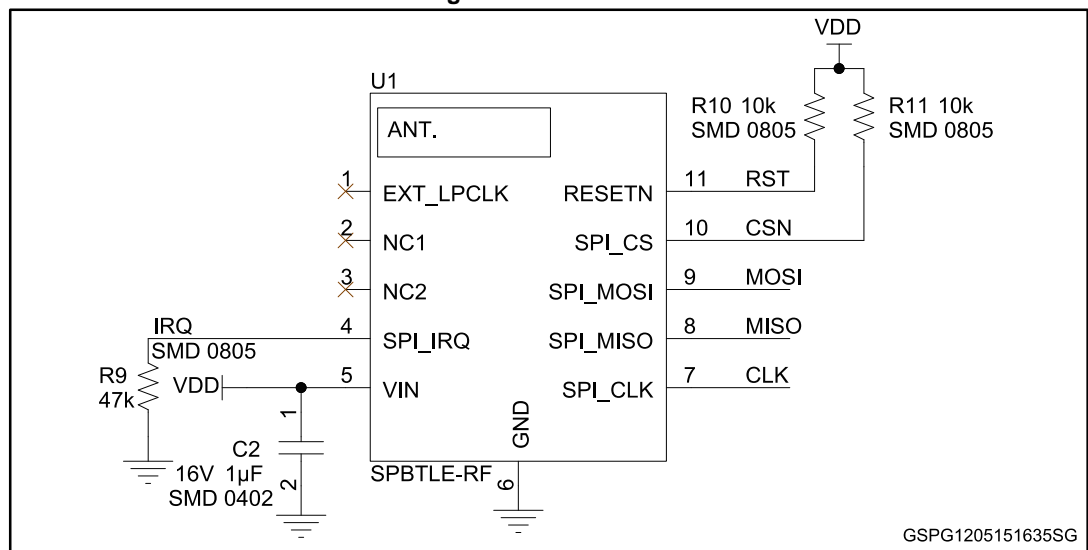 VDD
U1
R10 10k
SMD 0805
R11 10k
SMD 0805
ANT.
1
EXT_LPCLK
RESETN
11
RST
2
NC1
SPI_CS
10
CSN
3
NC2
SPI_MOSI
9
MOSI
IRQ
SMD 0805
4
SPI_IRQ
SPI_MISO
8
MISO
R9
47k
VDD
5
VIN
SPI_CLK
7
CLK
1
C2
16V 1µF
SMD 0402
2
GND
SPBTLE-RF
6
GSPG1205151635SG